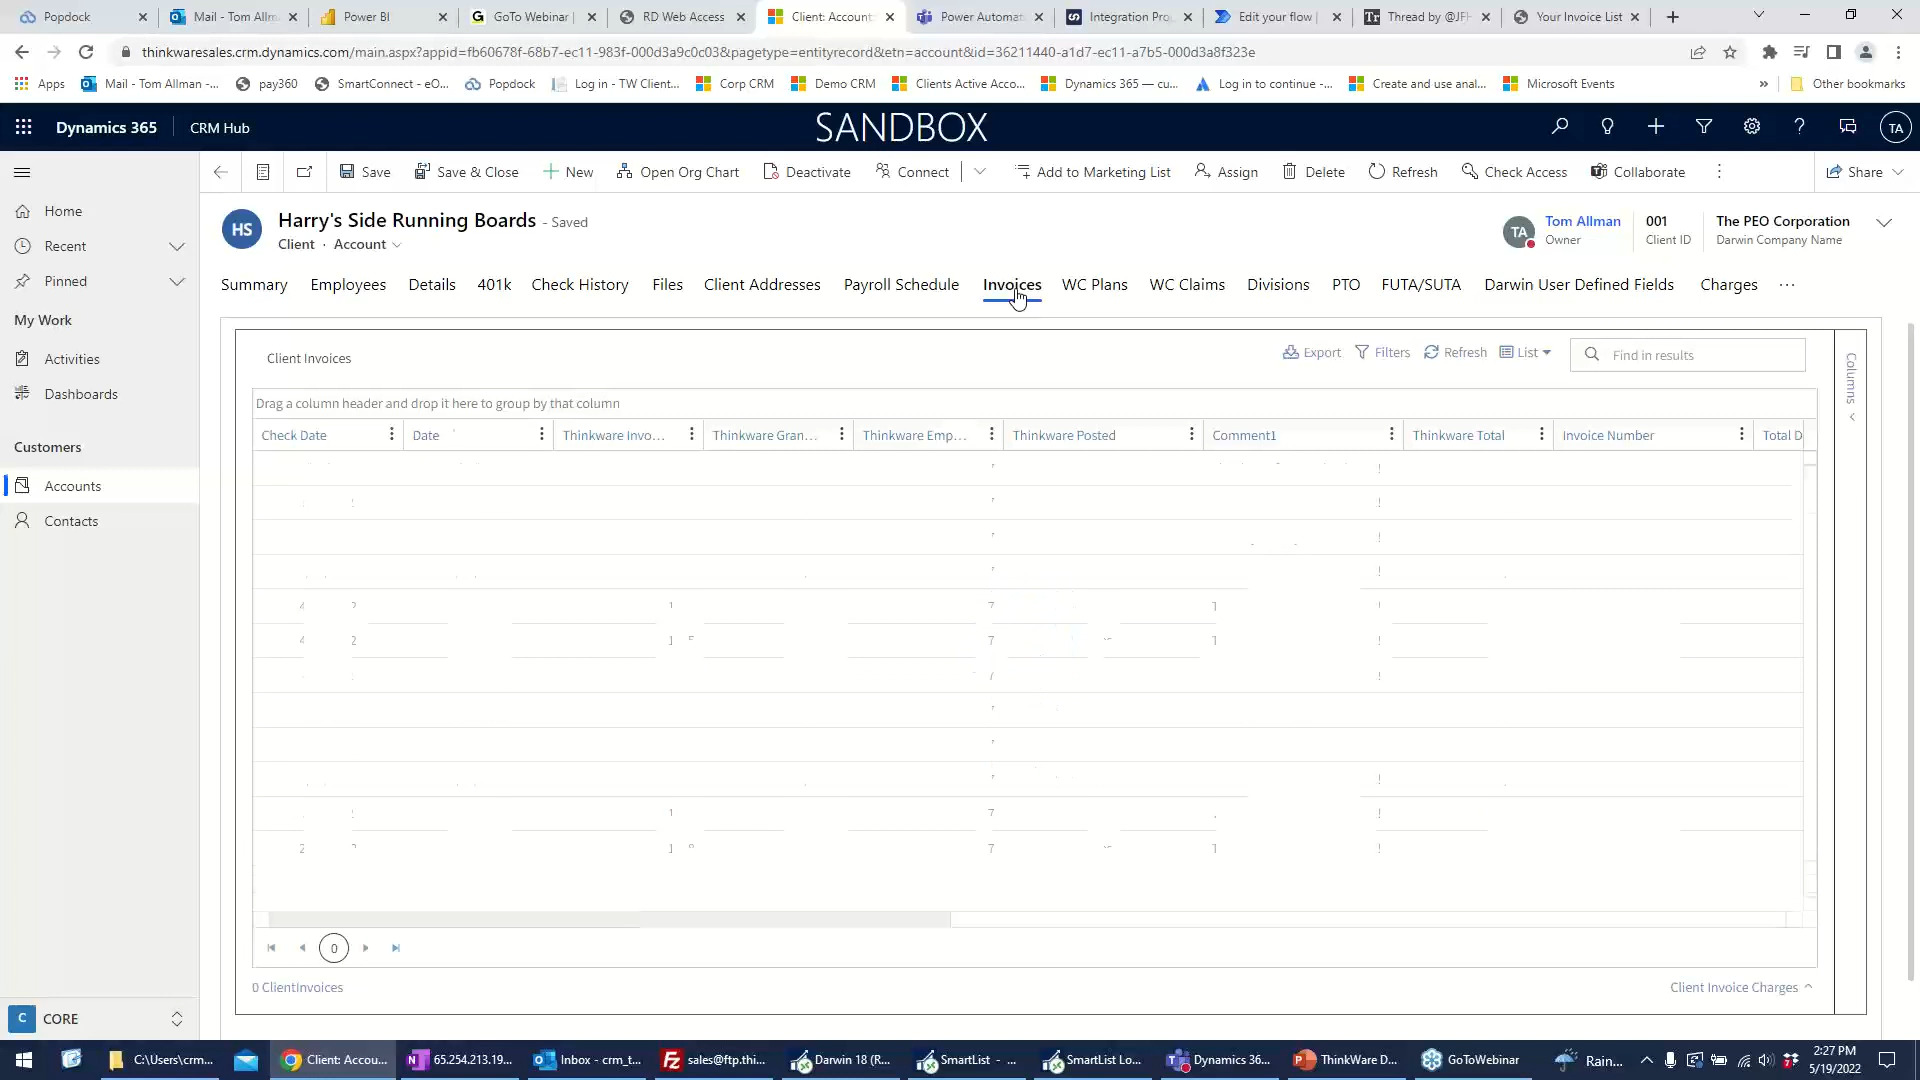 Popdock
Mail - Tom Allm
Power BI
GoTo Webinar
RD Web Access
Client: Account
Power Automat
Integration Pro
Edit your flow
Thread by @JFH
Your Invoice List
thinkwaresales.crm.dynamics.com/main.aspx?appid=fb60678f-68b7-ec11-983f-000d3a9c0c03&pagetype=entityrecord&etn=account&id=36211440-a1d7-ec11-a7b5-000d3a8f323e
Apps
Mail - Tom Allman -...
pay360
SmartConnect - eO...
Popdock
Log in - TW Client...
Corp CRM
Demo CRM
Clients Active Acco...
Dynamics 365 — cu...
Log in to continue -...
Create and use anal...
Microsoft Events
»
Other bookmarks
Dynamics 365
CRM Hub
SANDBOX
TA
Save
Save & Close
New
Open Org Chart
Deactivate
Connect
Add to Marketing List
Assign
Delete
Refresh
Check Access
Collaborate
Share
Home
Recent
Pinned
My Work
Activities
Dashboards
Customers
Accounts
Contacts
C CORE
HS
Harry's Side Running Boards - Saved
Client · Account
TA
Tom Allman
Owner
001
Client ID
The PEO Corporation
Darwin Company Name
Summary
Employees
Details
401k
Check History
Files
Client Addresses
Payroll Schedule
Invoices
WC Plans
WC Claims
Divisions
PTO
FUTA/SUTA
Darwin User Defined Fields
Charges
...
Client Invoices
Export
Filters
Refresh
List
Find in results
Columns
Drag a column header and drop it here to group by that column
Check Date
Date
Thinkware Invo...
Thinkware Gran...
Thinkware Emp...
Thinkware Posted
Comment1
Thinkware Total
Invoice Number
Total D
0
0 ClientInvoices
Client Invoice Charges
C:\Users\crm...
Client: Accou...
65.254.213.19...
Inbox - crm_t...
sales@ftp.thi...
Darwin 18 (R...
SmartList - ...
SmartList Lo...
Dynamics 36...
ThinkWare D...
GoToWebinar
Rain...
2:27 PM
5/19/2022